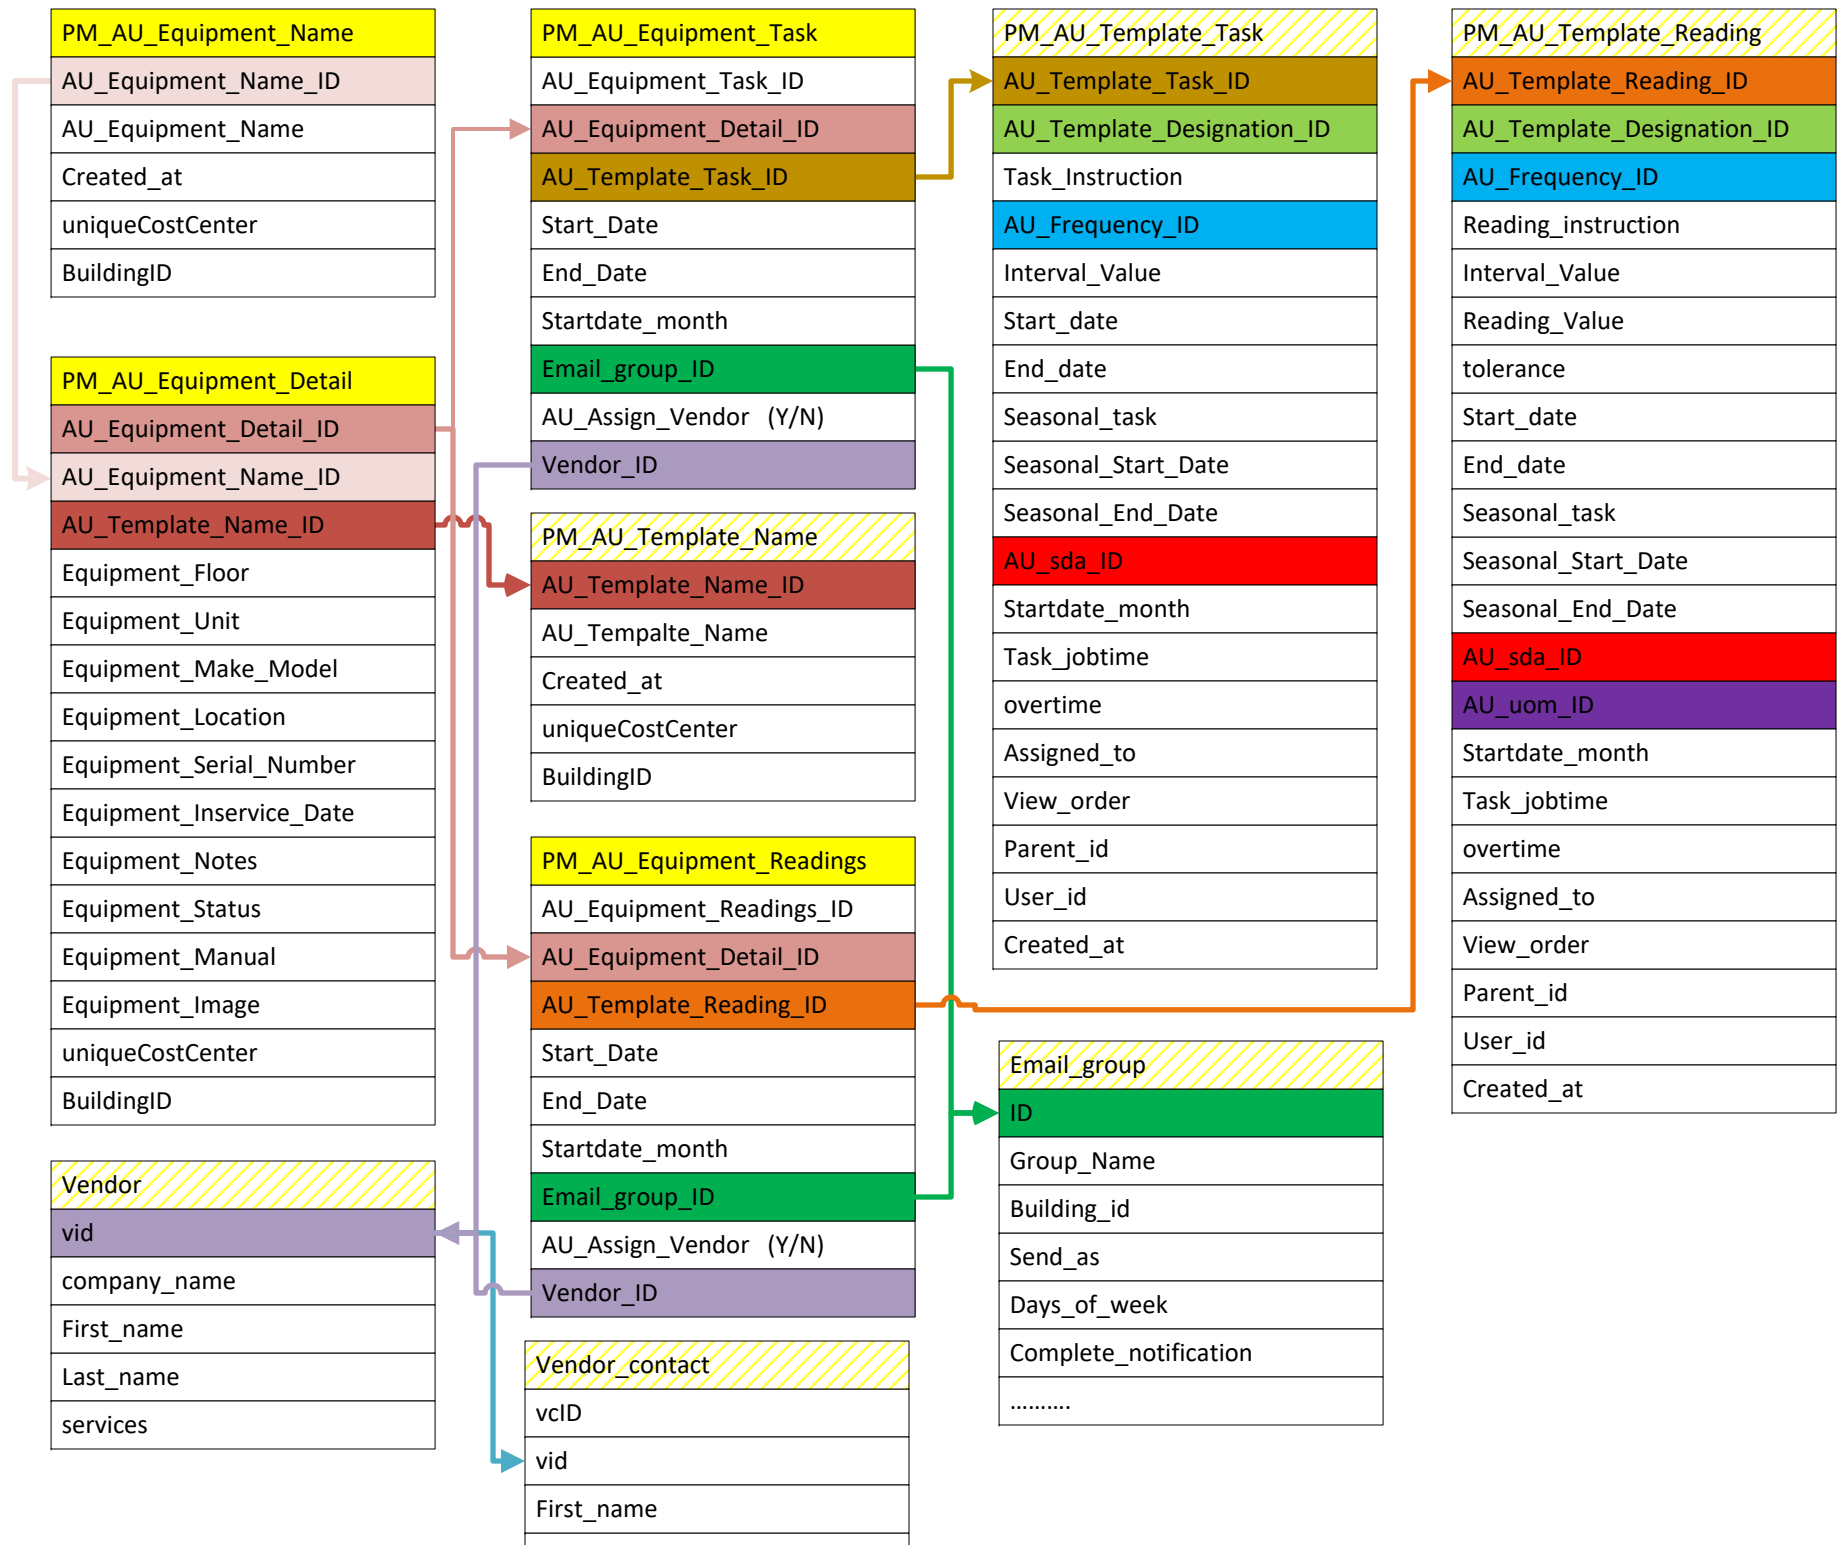 PM_AU_Equipment_Name
AU_Equipment_Name_ID
AU_Equipment_Name
Created_at
uniqueCostCenter
BuildingID
PM_AU_Equipment_Detail
AU_Equipment_Detail_ID
AU_Equipment_Name_ID
AU_Template_Name_ID
Equipment_Floor
Equipment_Unit
Equipment_Make_Model
Equipment_Location
Equipment_Serial_Number
Equipment_Inservice_Date
Equipment_Notes
Equipment_Status
Equipment_Manual
Equipment_Image
uniqueCostCenter
BuildingID
Vendor
vid
company_name
First_name
Last_name
services
PM_AU_Equipment_Task
AU_Equipment_Task_ID
AU_Equipment_Detail_ID
AU_Template_Task_ID
Start_Date
End_Date
Startdate_month
Email_group_ID
AU_Assign_Vendor (Y/N)
Vendor_ID
PM_AU_Template_Name
AU_Template_Name_ID
AU_Tempalte_Name
Created_at
uniqueCostCenter
BuildingID
PM_AU_Equipment_Readings
AU_Equipment_Readings_ID
AU_Equipment_Detail_ID
AU_Template_Reading_ID
Start_Date
End_Date
Startdate_month
Email_group_ID
AU_Assign_Vendor (Y/N)
Vendor_ID
Vendor_contact
vcID
vid
First_name
PM_AU_Template_Task
AU_Template_Task_ID
AU_Template_Designation_ID
Task_Instruction
AU_Frequency_ID
Interval_Value
Start_date
End_date
Seasonal_task
Seasonal_Start_Date
Seasonal_End_Date
AU_sda_ID
Startdate_month
Task_jobtime
overtime
Assigned_to
View_order
Parent_id
User_id
Created_at
Email_group
ID
Group_Name
Building_id
Send_as
Days_of_week
Complete_notification
..........
PM_AU_Template_Reading
AU_Template_Reading_ID
AU_Template_Designation_ID
AU_Frequency_ID
Reading_instruction
Interval_Value
Reading_Value
tolerance
Start_date
End_date
Seasonal_task
Seasonal_Start_Date
Seasonal_End_Date
AU_sda_ID
AU_uom_ID
Startdate_month
Task_jobtime
overtime
Assigned_to
View_order
Parent_id
User_id
Created_at